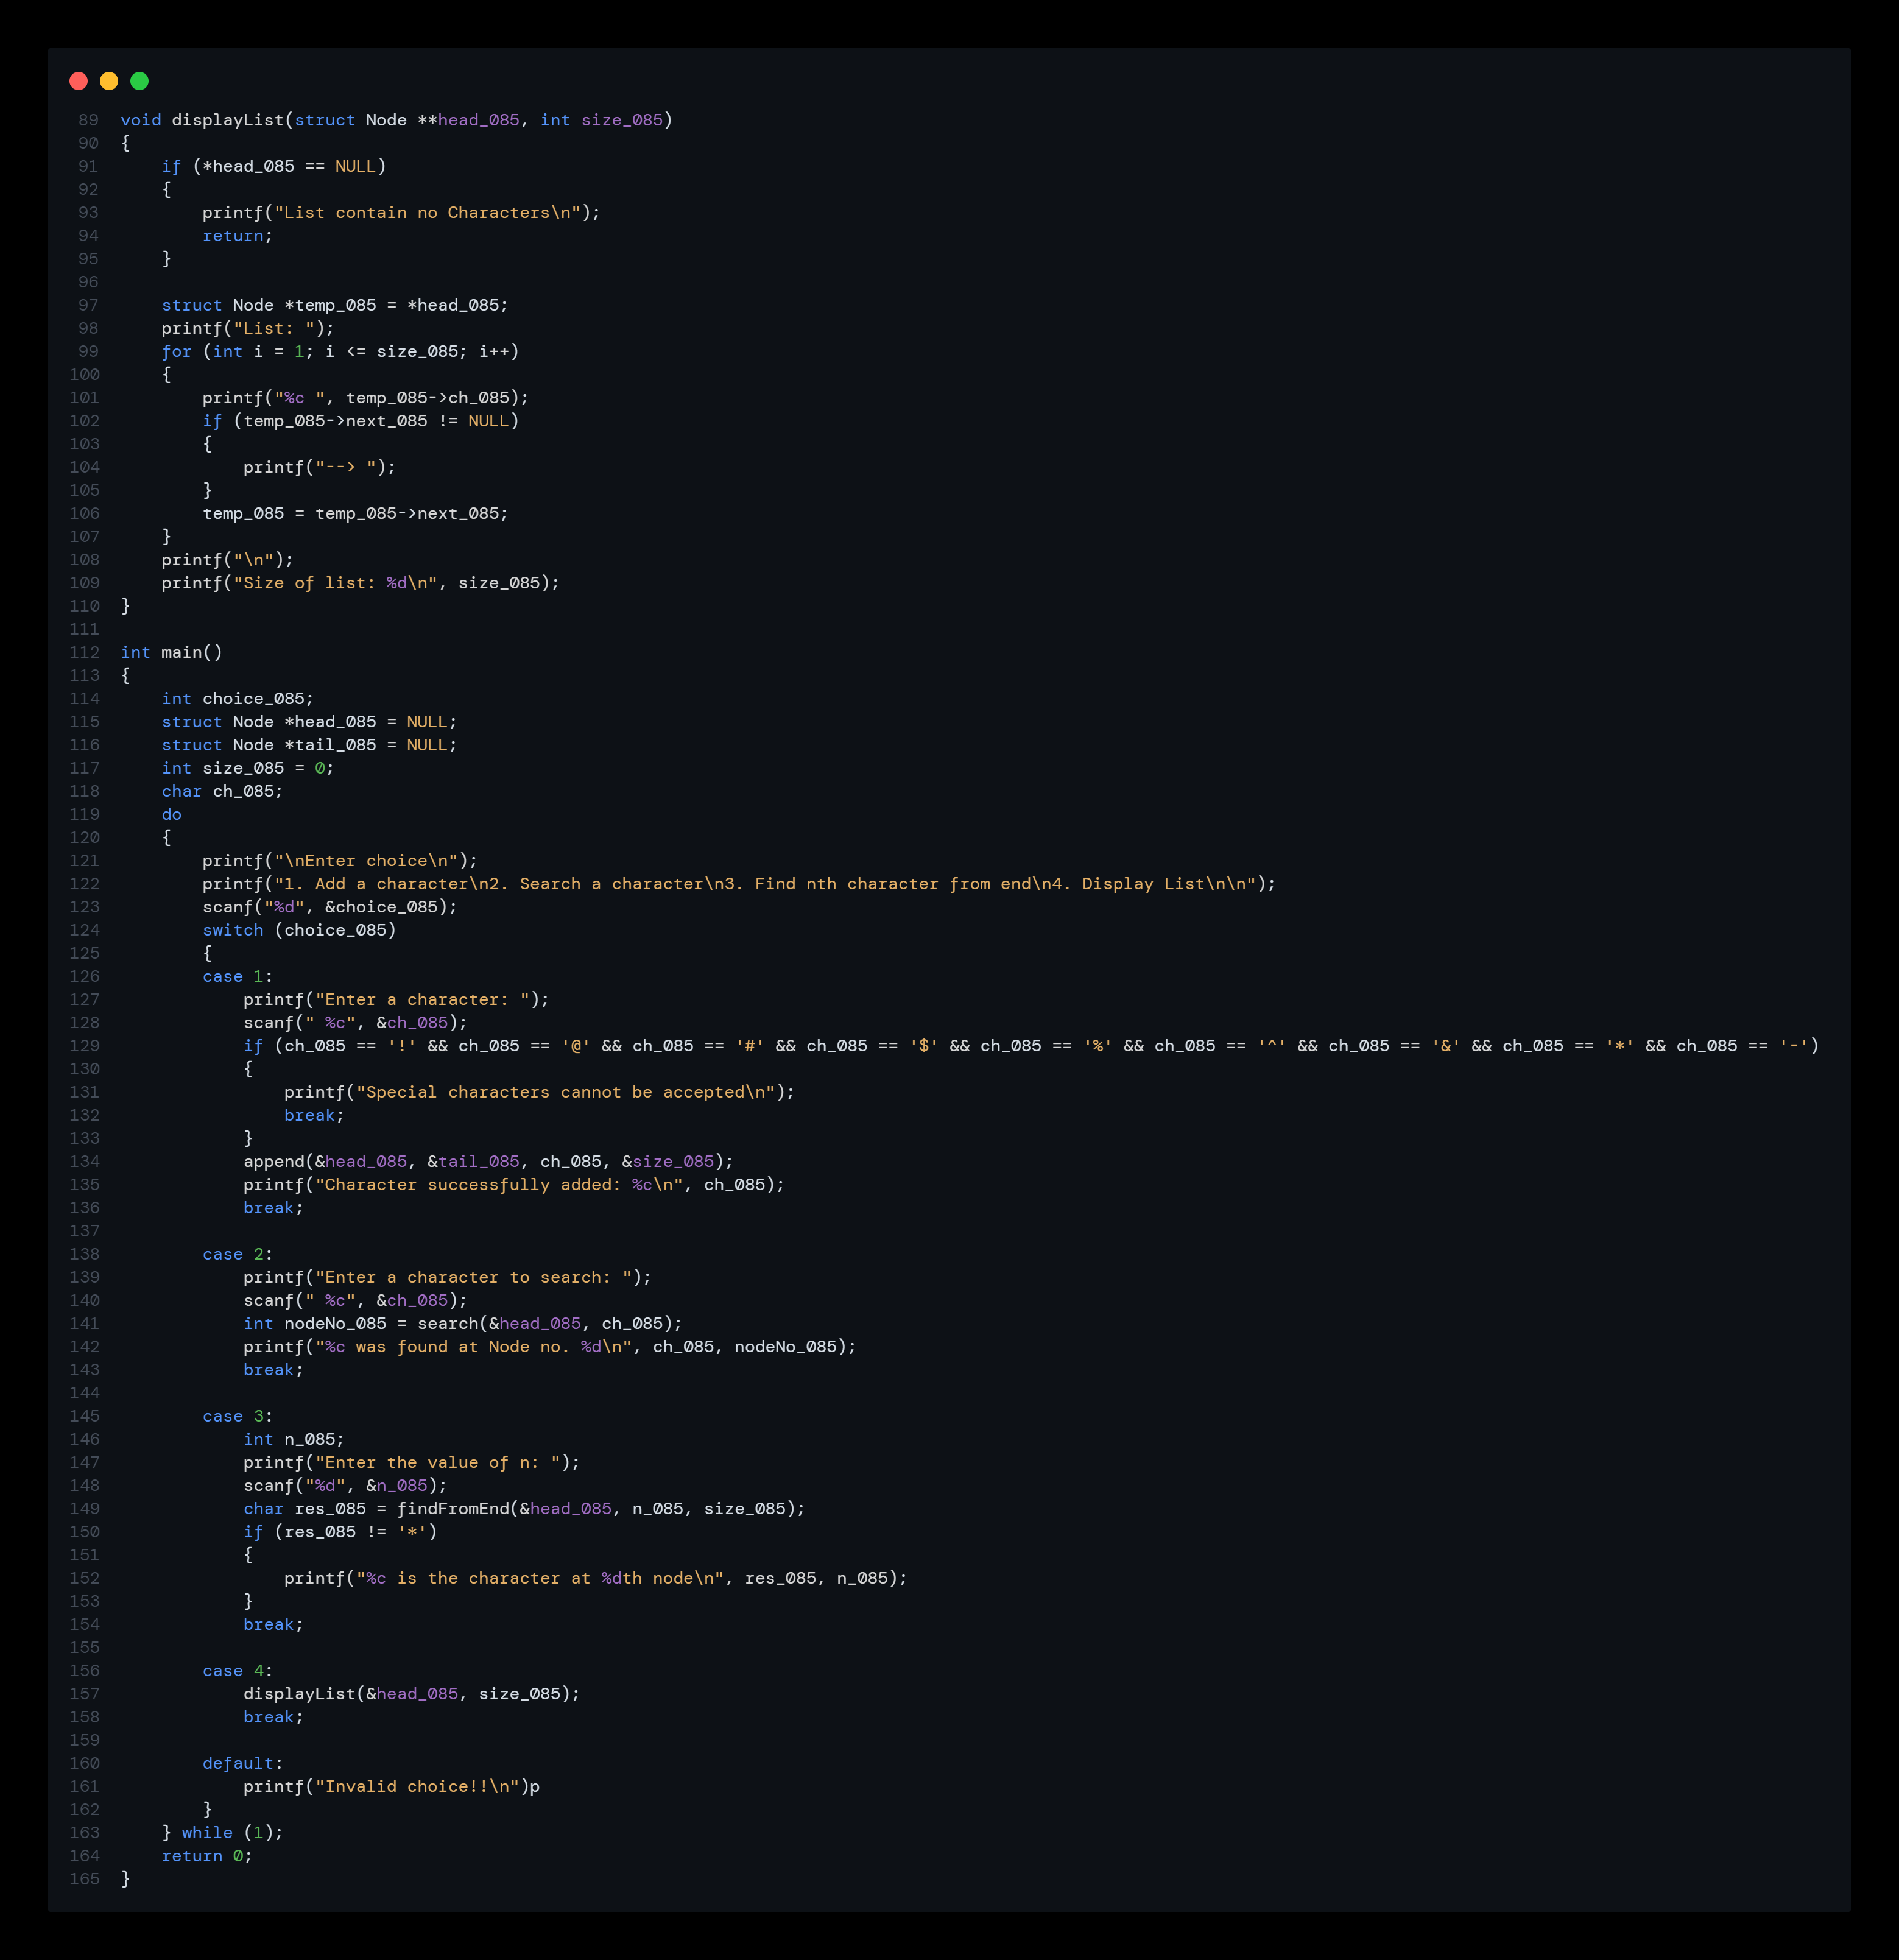 89 void displayList(struct Node **head_085, int size_085)
90 {
91     if (*head_085 == NULL)
92     {
93         printf("List contain no Characters\n");
94         return;
95     }
96
97     struct Node *temp_085 = *head_085;
98     printf("List: ");
99     for (int i = 1; i <= size_085; i++)
100     {
101         printf("%c ", temp_085->ch_085);
102         if (temp_085->next_085 != NULL)
103         {
104             printf("--> ");
105         }
106         temp_085 = temp_085->next_085;
107     }
108     printf("\n");
109     printf("Size of list: %d\n", size_085);
110 }
111
112 int main()
113 {
114     int choice_085;
115     struct Node *head_085 = NULL;
116     struct Node *tail_085 = NULL;
117     int size_085 = 0;
118     char ch_085;
119     do
120     {
121         printf("\nEnter choice\n");
122         printf("1. Add a character\n2. Search a character\n3. Find nth character from end\n4. Display List\n\n");
123         scanf("%d", &choice_085);
124         switch (choice_085)
125         {
126         case 1:
127             printf("Enter a character: ");
128             scanf(" %c", &ch_085);
129             if (ch_085 == '!' && ch_085 == '@' && ch_085 == '#' && ch_085 == '$' && ch_085 == '%' && ch_085 == '^' && ch_085 == '&' && ch_085 == '*' && ch_085 == '-')
130             {
131                 printf("Special characters cannot be accepted\n");
132                 break;
133             }
134             append(&head_085, &tail_085, ch_085, &size_085);
135             printf("Character successfully added: %c\n", ch_085);
136             break;
137
138         case 2:
139             printf("Enter a character to search: ");
140             scanf(" %c", &ch_085);
141             int nodeNo_085 = search(&head_085, ch_085);
142             printf("%c was found at Node no. %d\n", ch_085, nodeNo_085);
143             break;
144
145         case 3:
146             int n_085;
147             printf("Enter the value of n: ");
148             scanf("%d", &n_085);
149             char res_085 = findFromEnd(&head_085, n_085, size_085);
150             if (res_085 != '*')
151             {
152                 printf("%c is the character at %dth node\n", res_085, n_085);
153             }
154             break;
155
156         case 4:
157             displayList(&head_085, size_085);
158             break;
159
160         default:
161             printf("Invalid choice!!\n")p
162         }
163     } while (1);
164     return 0;
165 }